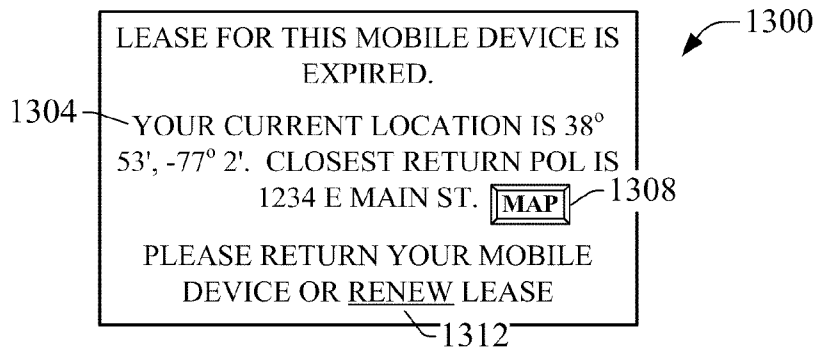 LEASE FOR THIS MOBILE DEVICE IS
EXPIRED.
1300
1304
YOUR CURRENT LOCATION IS 38°
53', -77° 2'. CLOSEST RETURN POL IS
1234 E MAIN ST. MAP
1308
PLEASE RETURN YOUR MOBILE
DEVICE OR RENEW LEASE
1312